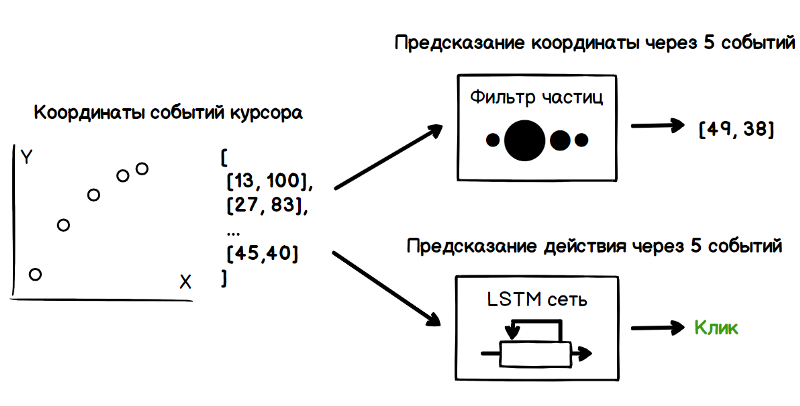 Предсказание координаты через 5 событий
Фильтр частиц
[49, 38]
Координаты событий курсора
Y
X
[
[13, 100],
[27, 83],
...
[45,40]
]
Предсказание действия через 5 событий
LSTM сеть
Клик